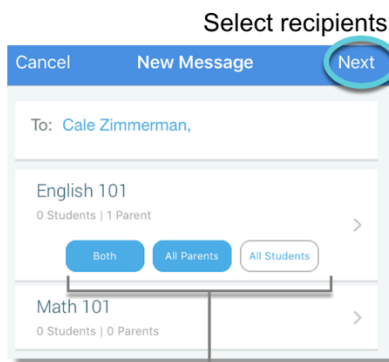 Select recipients
Cancel New Message Next
To: Cale Zimmerman,
English 101
0 Students | 1 Parent
Both All Parents All Students
Math 101
0 Students | 0 Parents